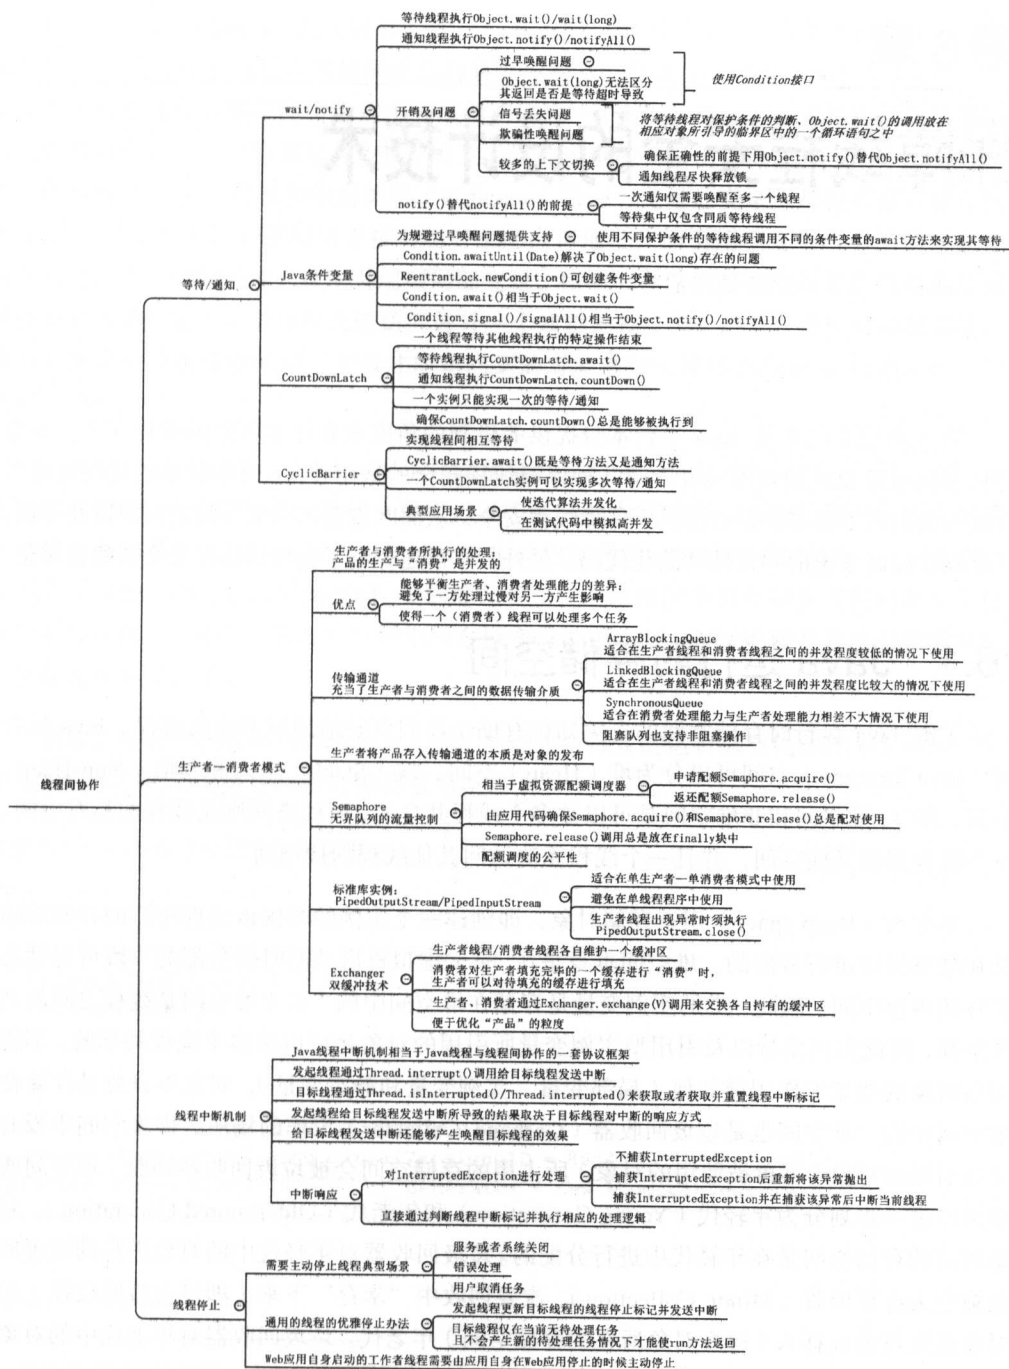 等待线程执行Object.wait()/wait(long)
通知线程执行Object.notify()/notifyAll()
过早唤醒问题
Object.wait(long)无法区分
其返回是否是等待超时导致
使用Condition接口
wait/notify
开销及问题
信号丢失问题
欺骗性唤醒问题
将等待线程对保护条件的判断、Object.wait()的调用放在
相应对象所引导的临界区中的一个循环语句之中
较多的上下文切换
确保正确性的前提下用Object.notify()替代Object.notifyAll()
通知线程尽快释放锁
notify()替代notifyAll()的前提
一次通知仅需要唤醒至多一个线程
等待集中仅包含同质等待线程
等待/通知
Java条件变量
为规避过早唤醒问题提供支持
使用不同保护条件的等待线程调用不同的条件变量的await方法来实现其等待
Condition.awaitUntil(Date)解决了Object.wait(long)存在的问题
ReentrantLock.newCondition()可创建条件变量
Condition.await()相当于Object.wait()
Condition.signal()/signalAll()相当于Object.notify()/notifyAll()
CountDownLatch
一个线程等待其他线程执行的特定操作结束
等待线程执行CountDownLatch.await()
通知线程执行CountDownLatch.countDown()
一个实例只能实现一次的等待/通知
确保CountDownLatch.countDown()总是能够被执行到
CyclicBarrier
实现线程间相互等待
CyclicBarrier.await()既是等待方法又是通知方法
一个CountDownLatch实例可以实现多次等待/通知
典型应用场景
使迭代算法并发化
在测试代码中模拟高并发
线程间协作
生产者—消费者模式
生产者与消费者所执行的处理:
产品的生产与“消费”是并发的
优点
能够平衡生产者、消费者处理能力的差异:
避免了一方处理过慢对另一方产生影响
使得一个（消费者）线程可以处理多个任务
传输通道
充当了生产者与消费者之间的数据传输介质
ArrayBlockingQueue
适合在生产者线程和消费者线程之间的并发程度较低的情况下使用
LinkedBlockingQueue
适合在生产者线程和消费者线程之间的并发程度比较大的情况下使用
SynchronousQueue
适合在消费者处理能力与生产者处理能力相差不大情况下使用
阻塞队列也支持非阻塞操作
生产者将产品存入传输通道的本质是对象的发布
Semaphore
无界队列的流量控制
相当于虚拟资源配额调度器
申请配额Semaphore.acquire()
返还配额Semaphore.release()
由应用代码确保Semaphore.acquire()和Semaphore.release()总是配对使用
Semaphore.release()调用总是放在finally块中
配额调度的公平性
标准库实例:
PipedOutputStream/PipedInputStream
适合在单生产者—单消费者模式中使用
避免在单线程程序中使用
生产者线程出现异常时须执行
PipedOutputStream.close()
Exchanger
双缓冲技术
生产者线程/消费者线程各自维护一个缓冲区
消费者对生产者填充完毕的一个缓存进行“消费”时,
生产者可以对待填充的缓存进行填充
生产者、消费者通过Exchanger.exchange(V)调用来交换各自持有的缓冲区
便于优化“产品”的粒度
线程中断机制
Java线程中断机制相当于Java线程与线程间协作的一套协议框架
发起线程通过Thread.interrupt()调用给目标线程发送中断
目标线程通过Thread.isInterrupted()/Thread.interrupted()来获取或者获取并重置线程中断标记
发起线程给目标线程发送中断所导致的结果取决于目标线程对中断的响应方式
给目标线程发送中断还能够产生唤醒目标线程的效果
中断响应
对InterruptedException进行处理
不捕获InterruptedException
捕获InterruptedException后重新将该异常抛出
捕获InterruptedException并在捕获该异常后中断当前线程
直接通过判断线程中断标记并执行相应的处理逻辑
线程停止
需要主动停止线程典型场景
服务或者系统关闭
错误处理
用户取消任务
通用的线程的优雅停止办法
发起线程更新目标线程的线程停止标记并发送中断
目标线程仅在当前无待处理任务
且不会产生新的待处理任务情况下才能使run方法返回
Web应用自身启动的工作者线程需要由应用自身在Web应用停止的时候主动停止